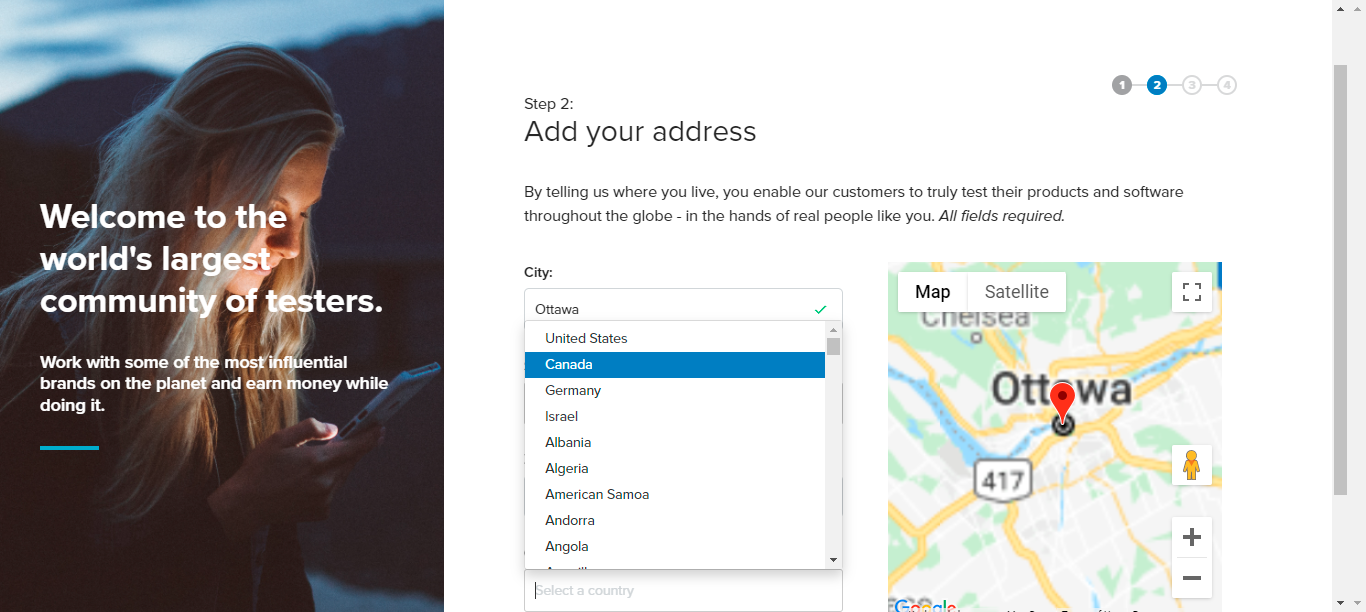 Welcome to the
world's largest
community of testers.
Work with some of the most influential
brands on the planet and earn money while
doing it.
1 2 3 4
Step 2:
Add your address
By telling us where you live, you enable our customers to truly test their products and software
throughout the globe - in the hands of real people like you. All fields required.
City:
Ottawa
United States
Canada
Germany
Israel
Albania
Algeria
American Samoa
Andorra
Angola
Select a country
Map
Satellite
Chelsea
Ottawa
417
Google